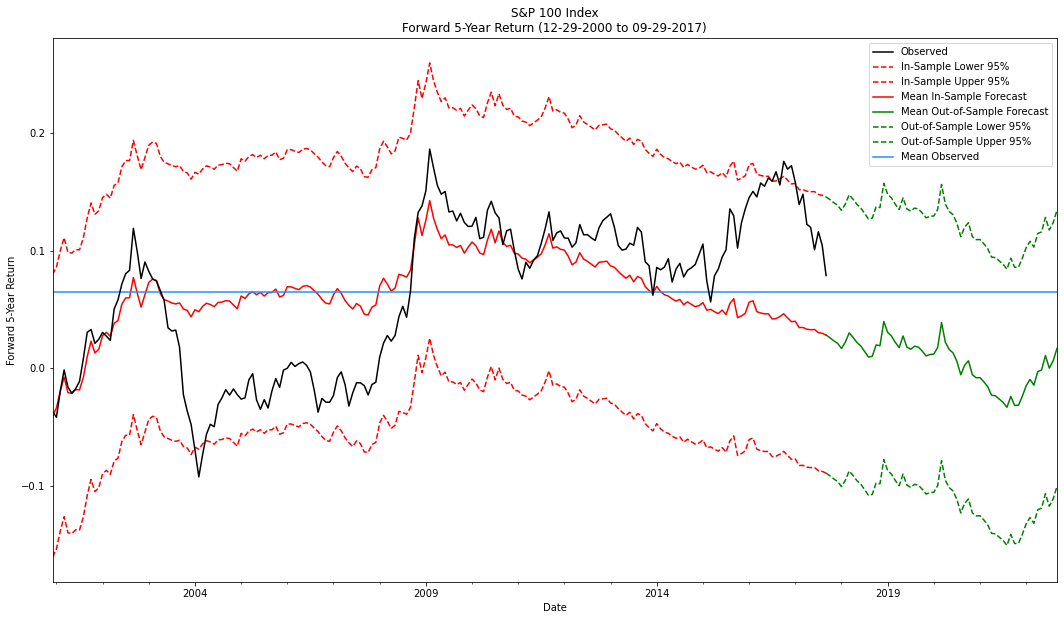 S&P 100 Index
Forward 5-Year Return (12-29-2000 to 09-29-2017)
Observed
In-Sample Lower 95%
In-Sample Upper 95%
Mean In-Sample Forecast
Mean Out-of-Sample Forecast
Out-of-Sample Lower 95%
Out-of-Sample Upper 95%
Mean Observed
Forward 5-Year Return
0.2
0.1
0.0
−0.1
2004
2009
2014
2019
Date